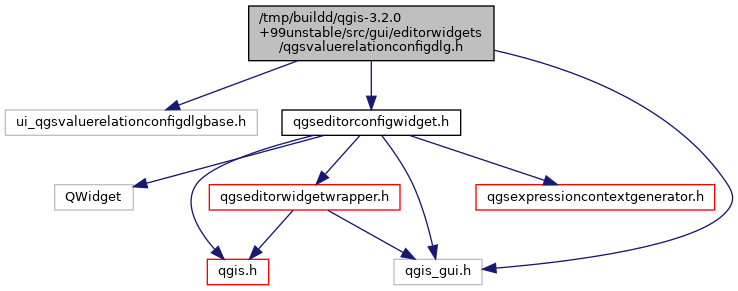 /tmp/buildd/qgis-3.2.0
+99unstable/src/gui/editorwidgets
/qgsvaluerelationconfigdlg.h
ui_qgsvaluerelationconfigdlgbase.h
qgseditorconfigwidget.h
QWidget
qgseditorwidgetwrapper.h
qgsexpressioncontextgenerator.h
qgis.h
qgis_gui.h